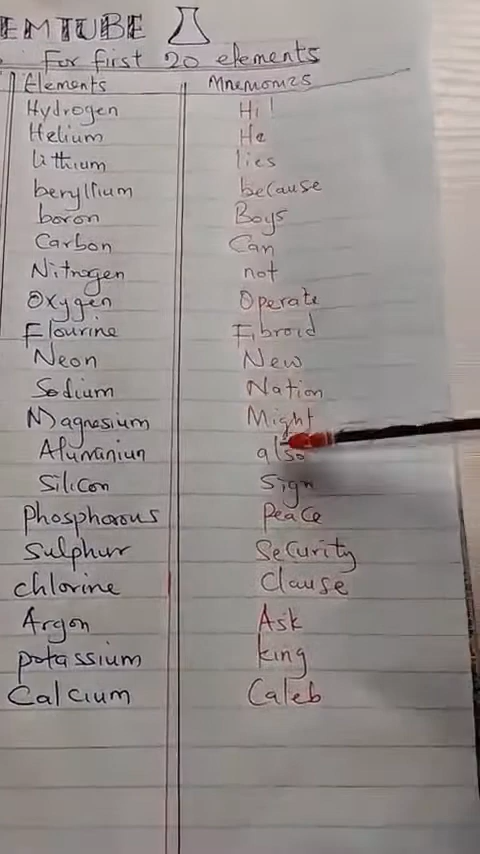 EMTUBE
For first 20 elements
Elements Mnemomzs
Hydrogen Hi!
Helium He
Lithium lies
beryllium because
boron Boys
Carbon Can
Nitrogen not
Oxygen Operate
Flourine Fibroid
Neon New
Sodium Nation
Magnesium Might
Alumaniun also
Silicon Sign
Phosphorous Peace
Sulphur Security
chlorine Clause
Argon Ask
potassium king
Calcium Caleb